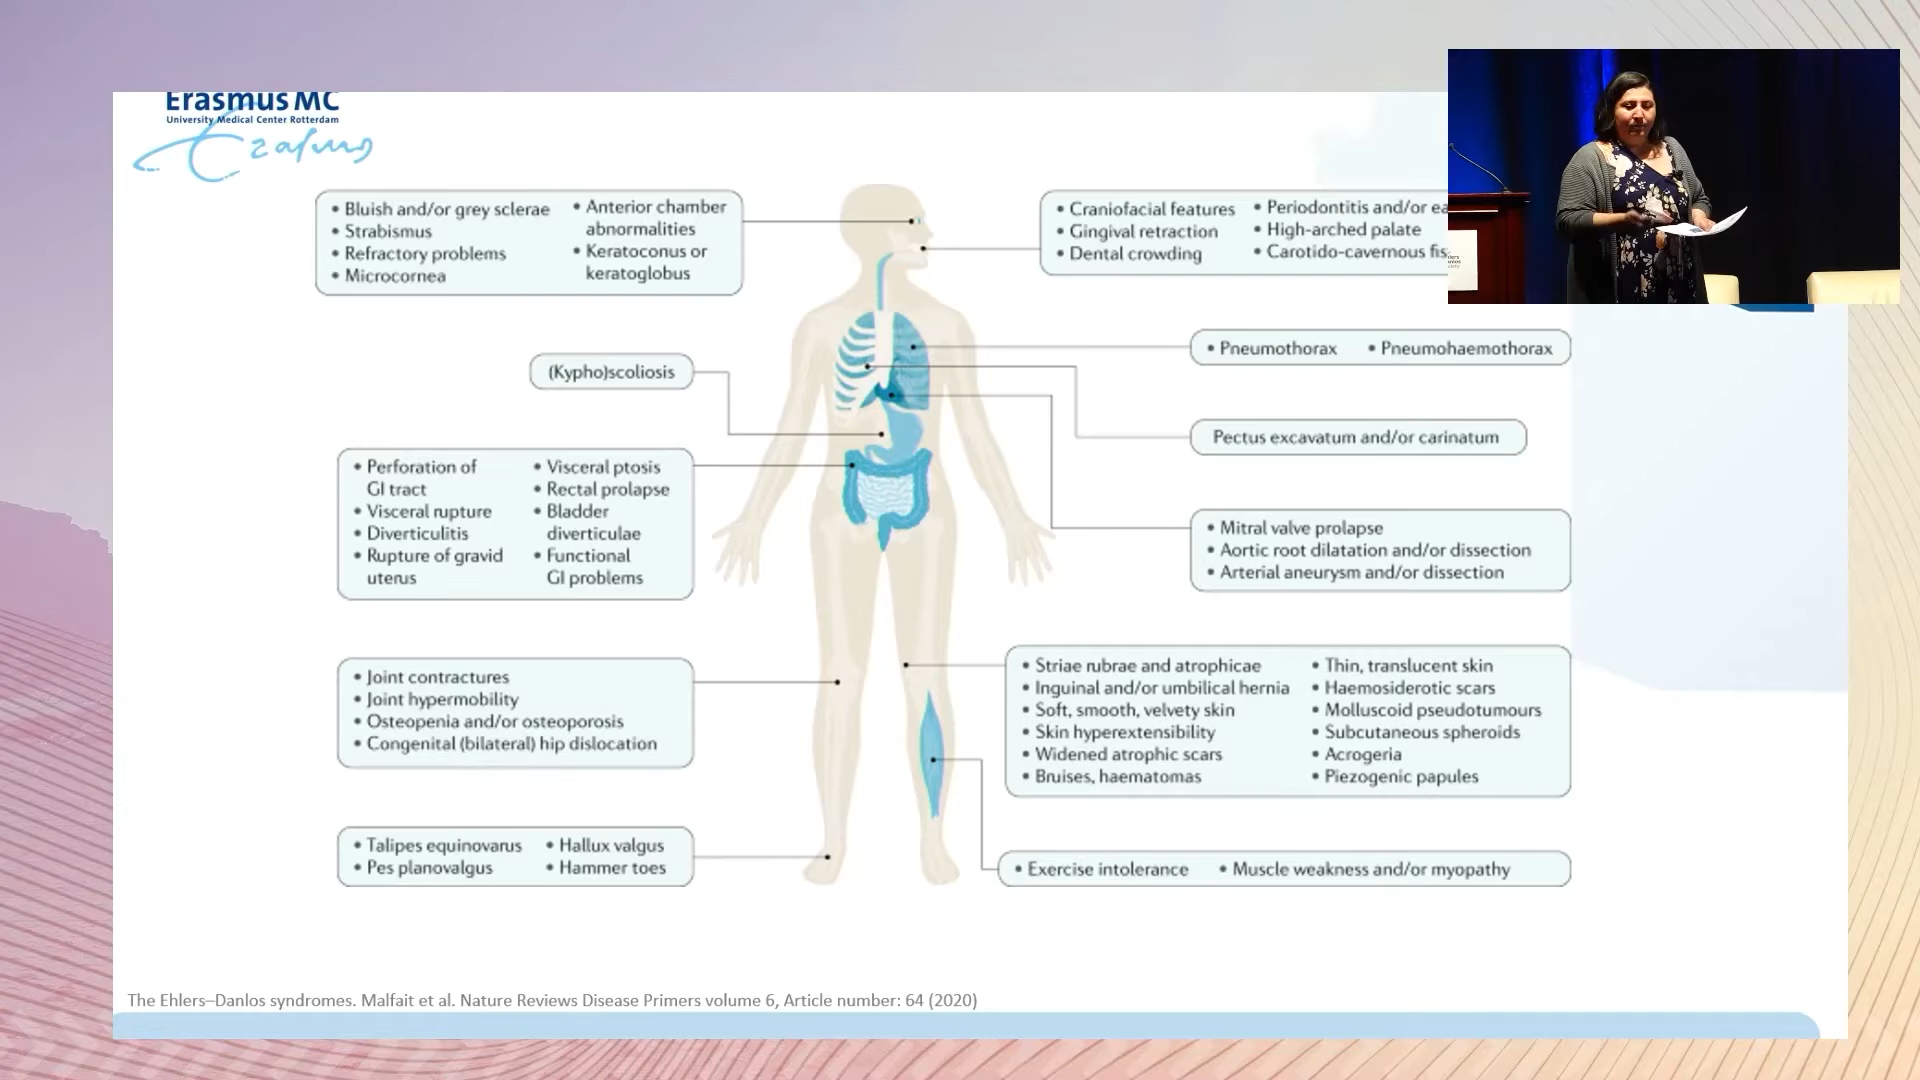 Erasmus MC
University Medical Center Rotterdam
Erasmus
• Bluish and/or grey sclerae
• Strabismus
• Refractory problems
• Microcornea
• Anterior chamber
abnormalities
• Keratoconus or
keratoglobus
• Craniofacial features
• Gingival retraction
• Dental crowding
• Periodontitis and/or
• High-arched palate
• Carotido-cavernous
(Kypho)scoliosis
• Pneumothorax • Pneumohaemothorax
Pectus excavatum and/or carinatum
• Perforation of
GI tract
• Visceral rupture
• Diverticulitis
• Rupture of gravid
uterus
• Visceral ptosis
• Rectal prolapse
• Bladder
diverticulae
• Functional
GI problems
• Mitral valve prolapse
• Aortic root dilatation and/or dissection
• Arterial aneurysm and/or dissection
• Joint contractures
• Joint hypermobility
• Osteopenia and/or osteoporosis
• Congenital (bilateral) hip dislocation
• Striae rubrae and atrophicae
• Inguinal and/or umbilical hernia
• Soft, smooth, velvety skin
• Skin hyperextensibility
• Widened atrophic scars
• Bruises, haematomas
• Thin, translucent skin
• Haemosiderotic scars
• Molluscoid pseudotumours
• Subcutaneous spheroids
• Acrogeria
• Piezogenic papules
• Talipes equinovarus
• Pes planovalgus
• Hallux valgus
• Hammer toes
• Exercise intolerance • Muscle weakness and/or myopathy
The Ehlers–Danlos syndromes. Malfait et al. Nature Reviews Disease Primers volume 6, Article number: 64 (2020)